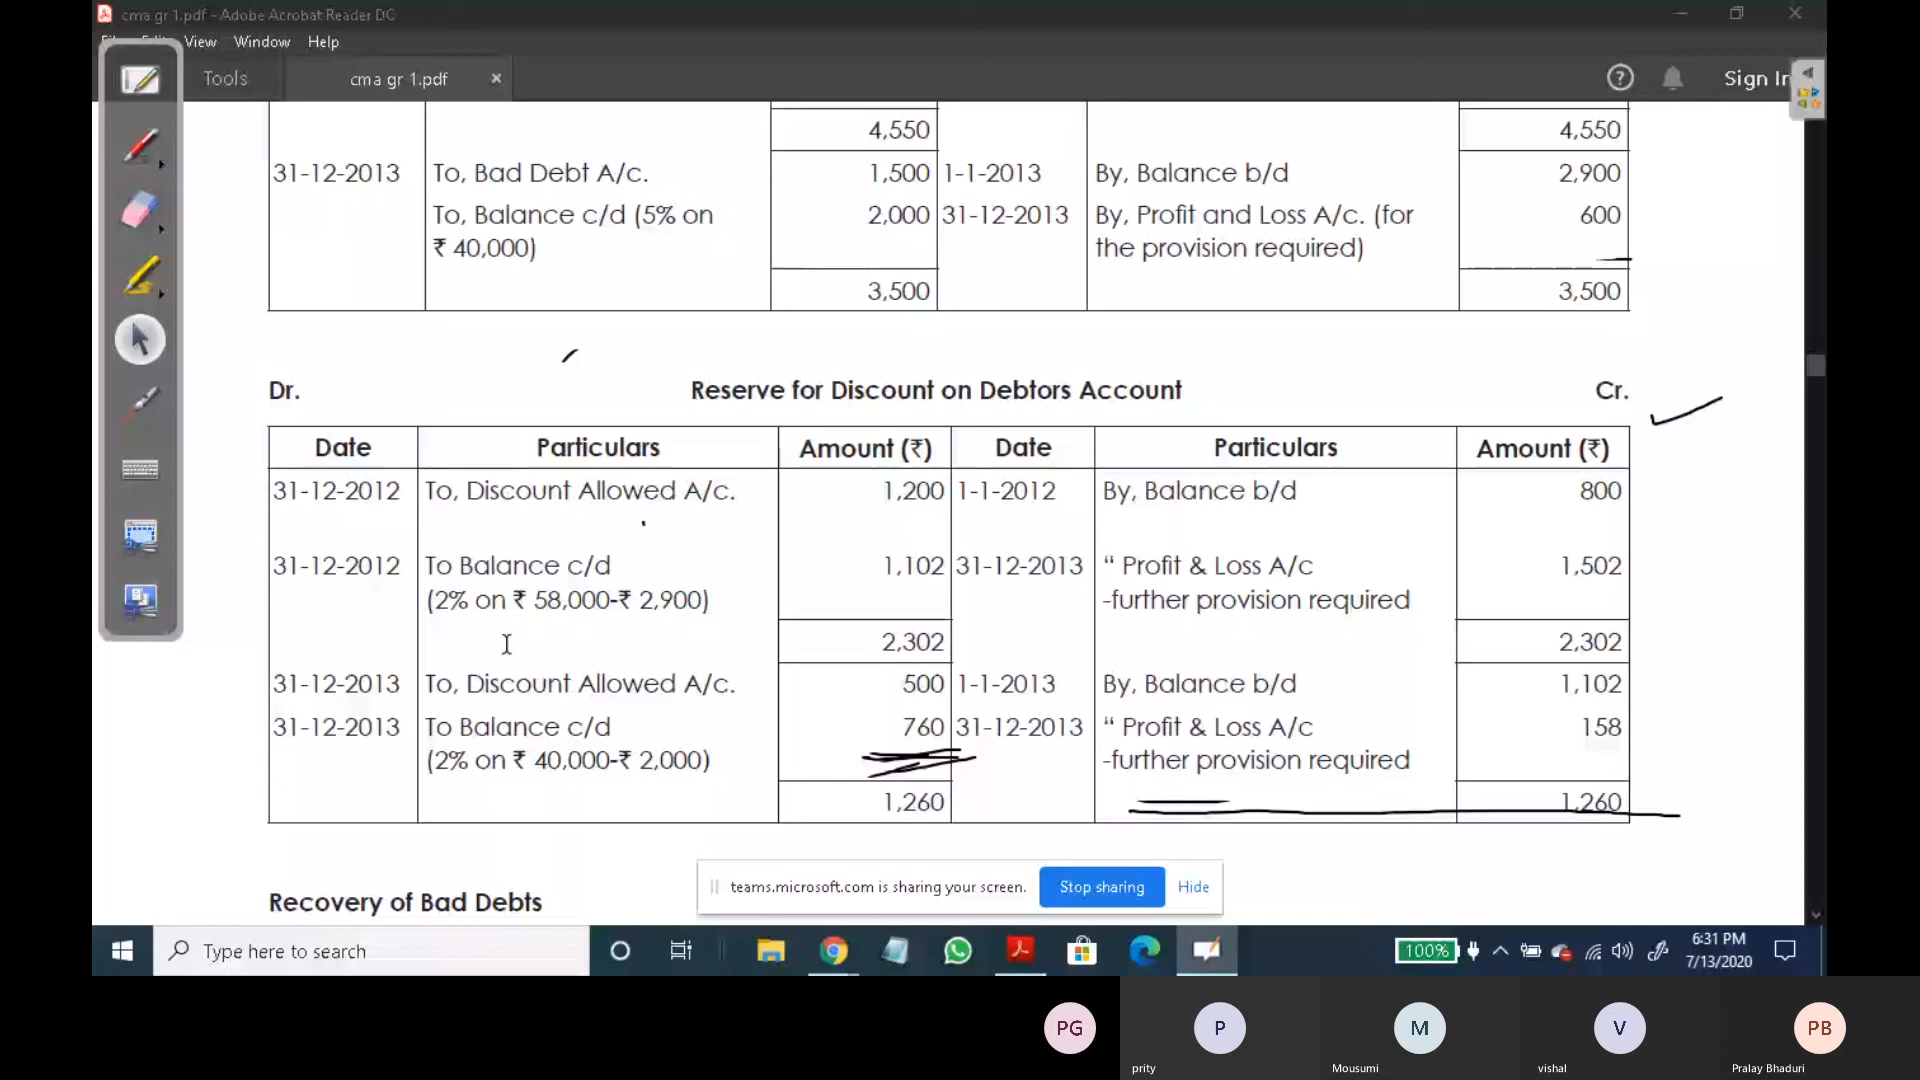 cma gr 1.pdf - Adobe Acrobat Reader DC
View Window Help
Tools cma gr 1.pdf × Sign In
4,550 4,550
31-12-2013 To, Bad Debt A/c. 1,500 1-1-2013 By, Balance b/d 2,900
To, Balance c/d (5% on 2,000 31-12-2013 By, Profit and Loss A/c. (for 600
₹ 40,000) the provision required)
3,500 3,500
Dr. Reserve for Discount on Debtors Account Cr.
Date Particulars Amount (₹) Date Particulars Amount (₹)
31-12-2012 To, Discount Allowed A/c. 1,200 1-1-2012 By, Balance b/d 800
31-12-2012 To Balance c/d 1,102 31-12-2013 “ Profit & Loss A/c 1,502
(2% on ₹ 58,000-₹ 2,900) -further provision required
2,302 2,302
31-12-2013 To, Discount Allowed A/c. 500 1-1-2013 By, Balance b/d 1,102
31-12-2013 To Balance c/d 760 31-12-2013 “ Profit & Loss A/c 158
(2% on ₹ 40,000-₹ 2,000) -further provision required
1,260 1,260
teams.microsoft.com is sharing your screen. Stop sharing Hide
Recovery of Bad Debts
Type here to search 100% 6:31 PM
7/13/2020
PG P M V PB
prity Mousumi vishal Pralay Bhaduri